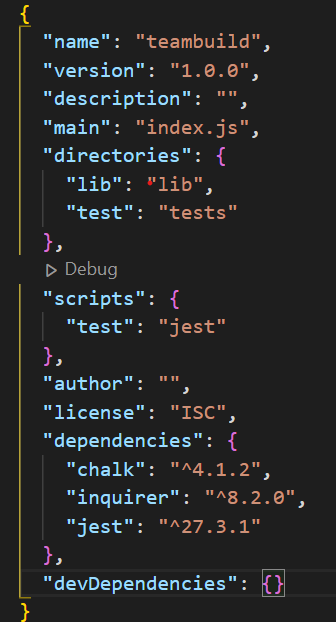 {
"name": "teambuild",
"version": "1.0.0",
"description": "",
"main": "index.js",
"directories": {
"lib": "lib",
"test": "tests"
},
Debug
"scripts": {
"test": "jest"
},
"author": "",
"license": "ISC",
"dependencies": {
"chalk": "^4.1.2",
"inquirer": "^8.2.0",
"jest": "^27.3.1"
},
"devDependencies": {}
}